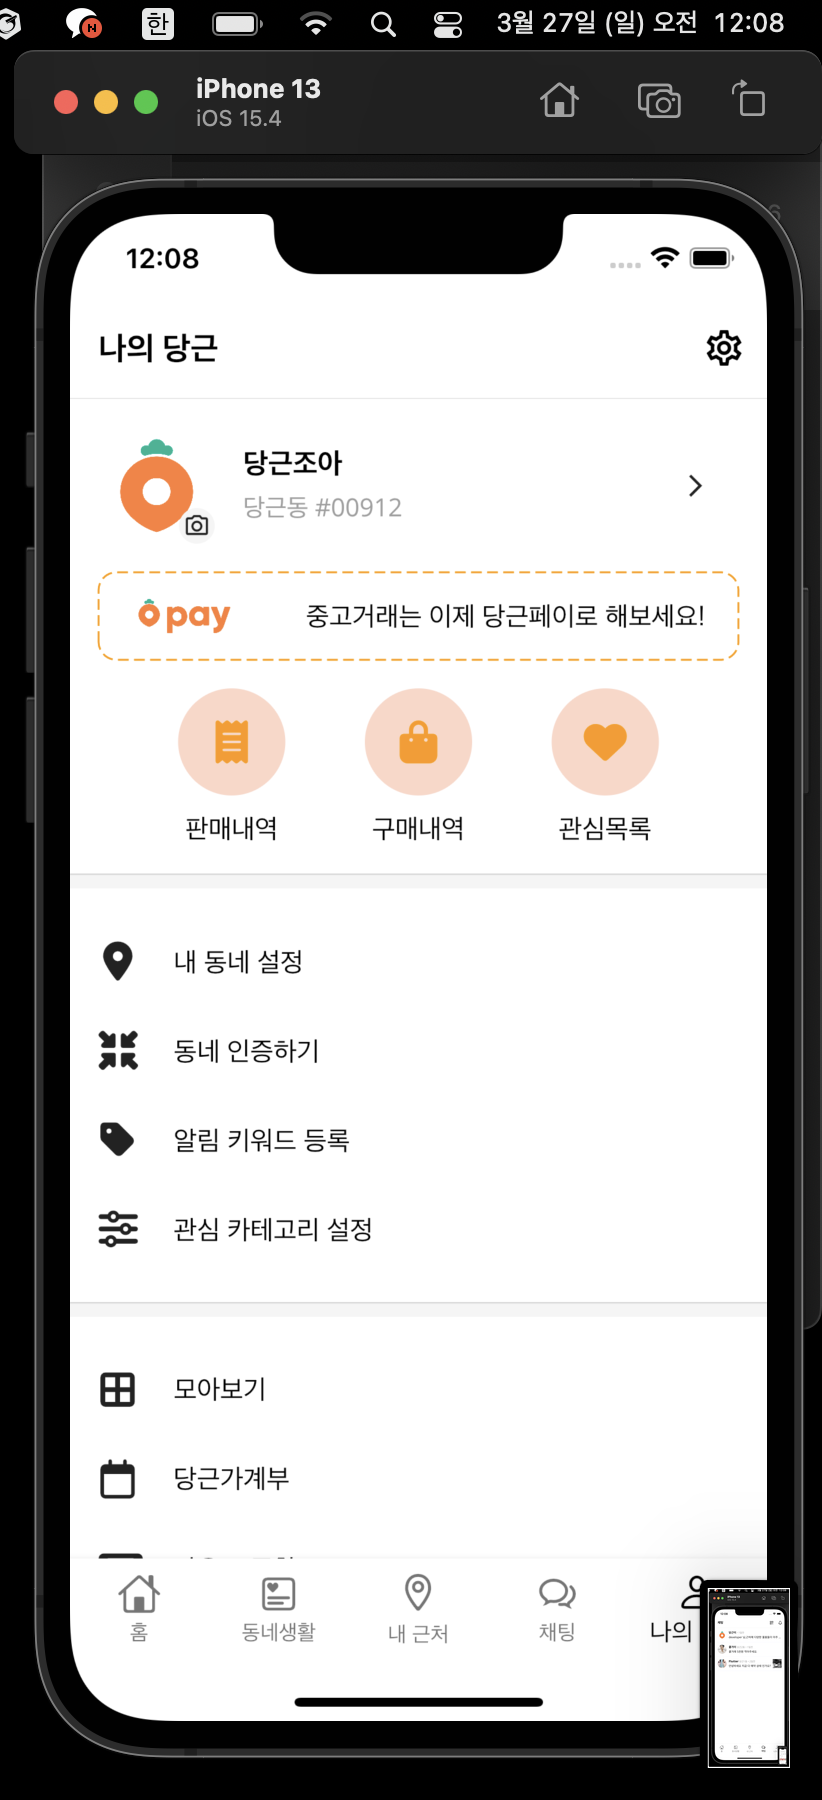 한
3월 27일 (일) 오전 12:08
iPhone 13
iOS 15.4
12:08
나의 당근
당근조아
당근동 #00912
pay
중고거래는 이제 당근페이로 해보세요!
판매내역
구매내역
관심목록
내 동네 설정
동네 인증하기
알림 키워드 등록
관심 카테고리 설정
모아보기
당근가계부
홈
동네생활
내 근처
채팅
나의